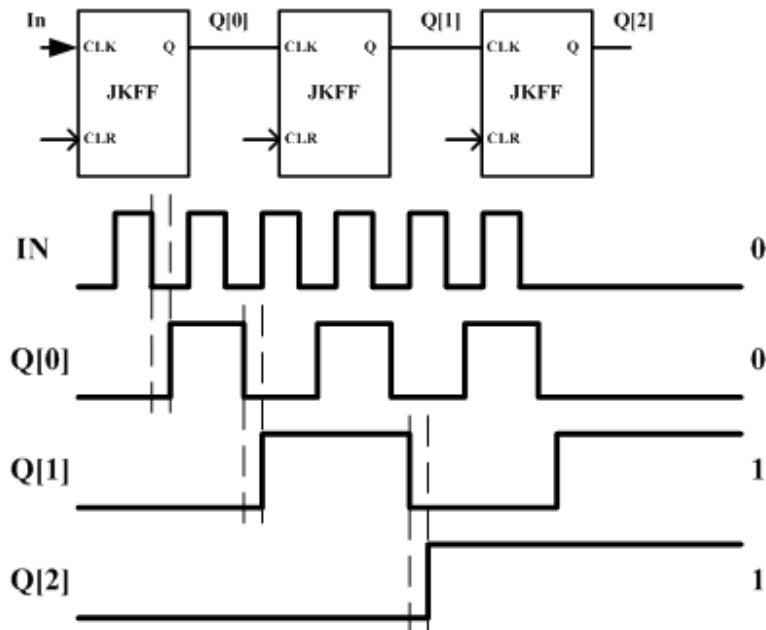 In Q[0] Q[1] Q[2]
CLK Q CLK Q CLK Q
JKFF JKFF JKFF
CLR CLR CLR
IN 0
Q[0] 0
Q[1] 1
Q[2] 1